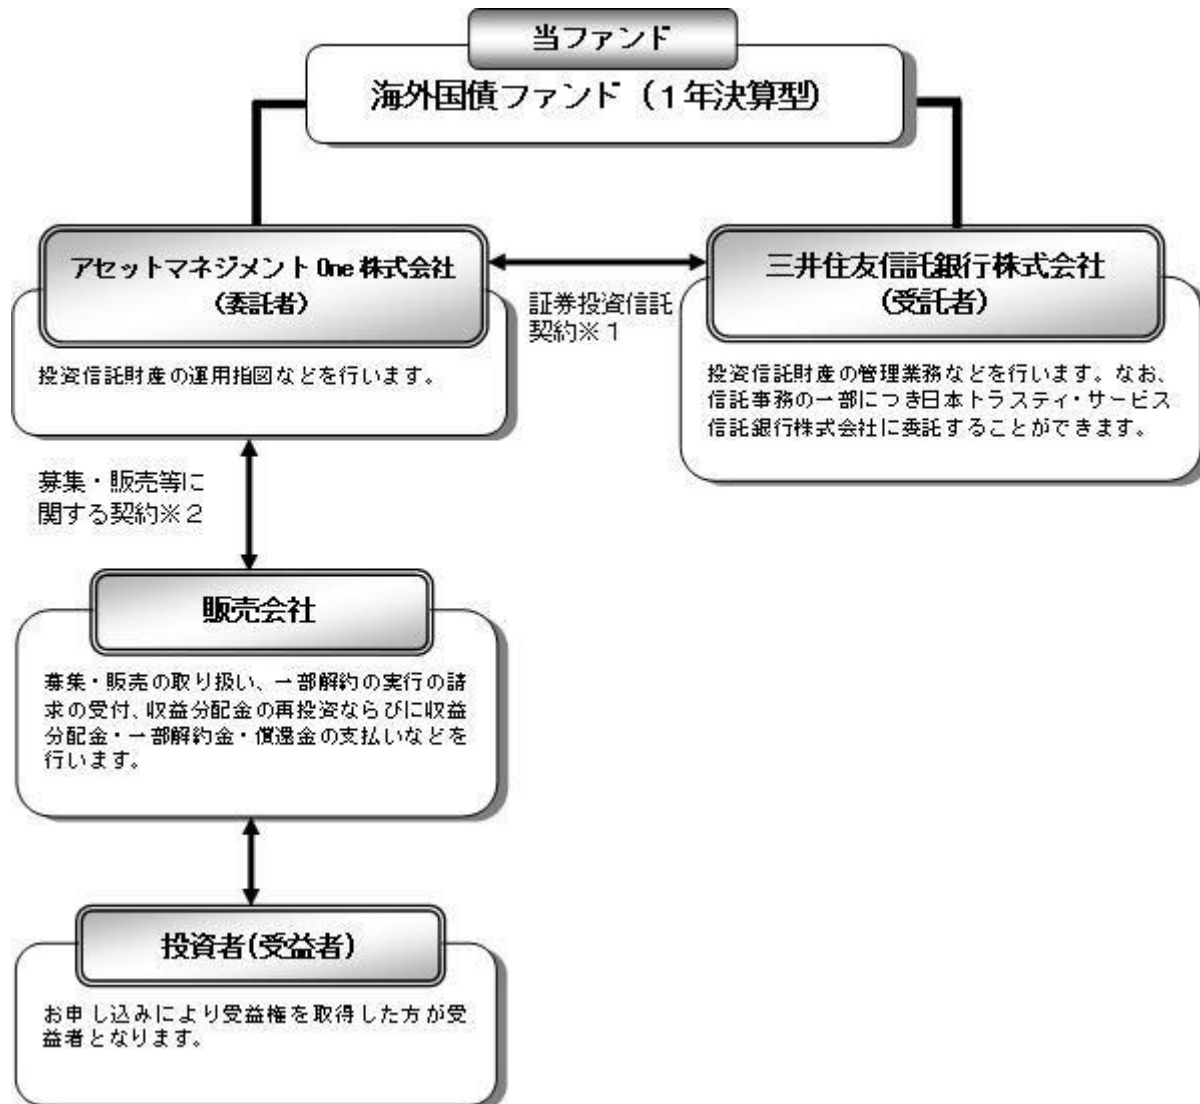 当ファンド
海外国債ファンド（１年決算型）
アセットマネジメント One 株式会社
（委託者）
投資信託財産の運用指図などを行います。
証券投資信託
契約※１
三井住友信託銀行株式会社
（受託者）
投資信託財産の管理業務などを行います。なお、
信託事務の一部につき日本トラスティ・サービス
信託銀行株式会社に委託することができます。
募集・販売等に
関する契約※２
販売会社
募集・販売の取り扱い、一部解約の実行の請
求の受付、収益分配金の再投資ならびに収益
分配金・一部解約金・償還金の支払いなどを
行います。
投資者（受益者）
お申し込みにより受益権を取得した方が受
益者となります。